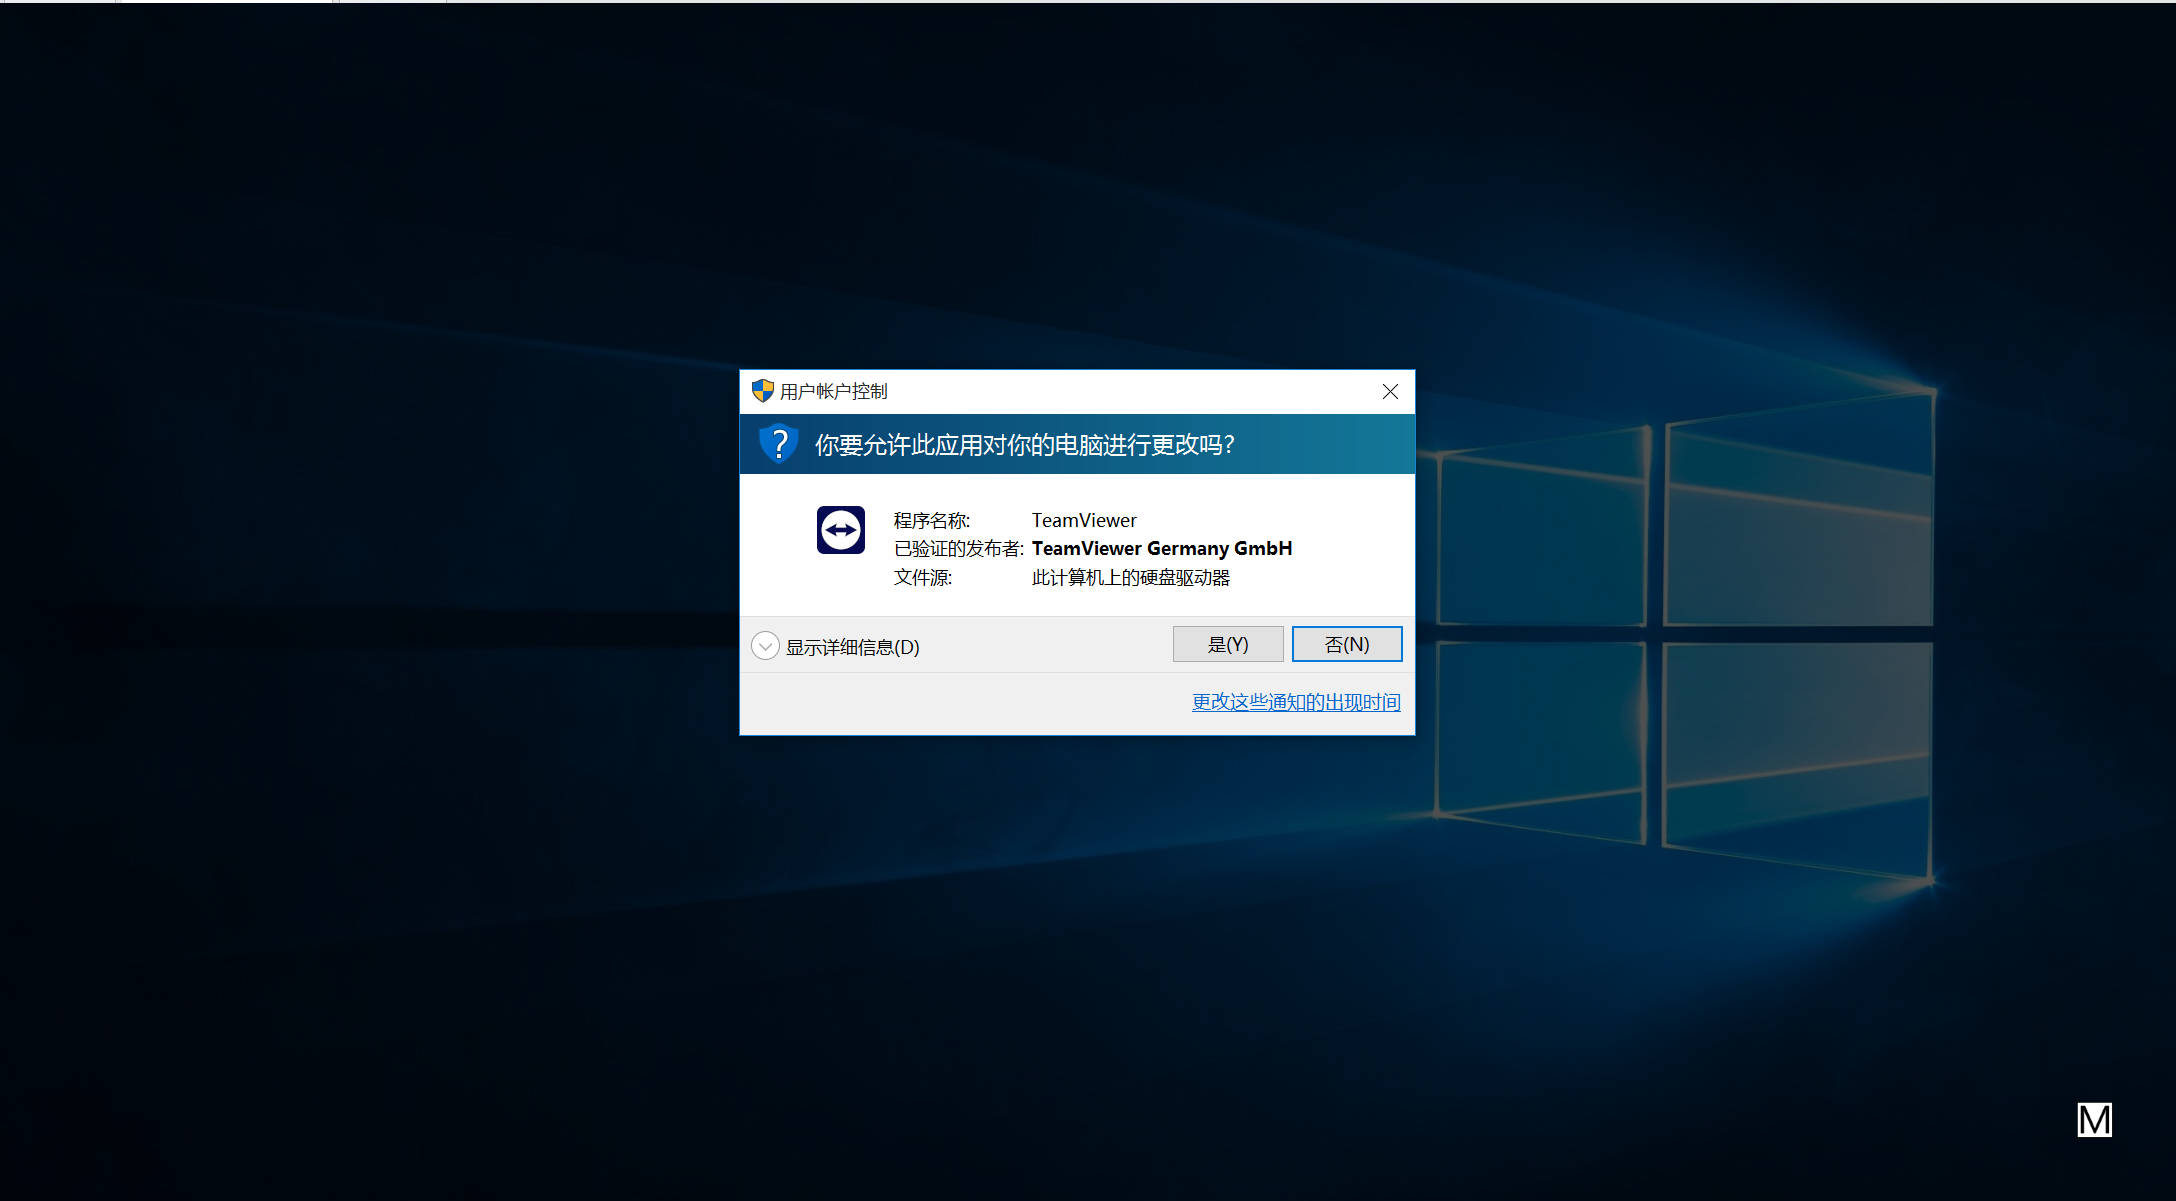 用户帐户控制
你要允许此应用对你的电脑进行更改吗?
程序名称: TeamViewer
已验证的发布者: TeamViewer Germany GmbH
文件源: 此计算机上的硬盘驱动器
显示详细信息(D)
是(Y) 否(N)
更改这些通知的出现时间
M